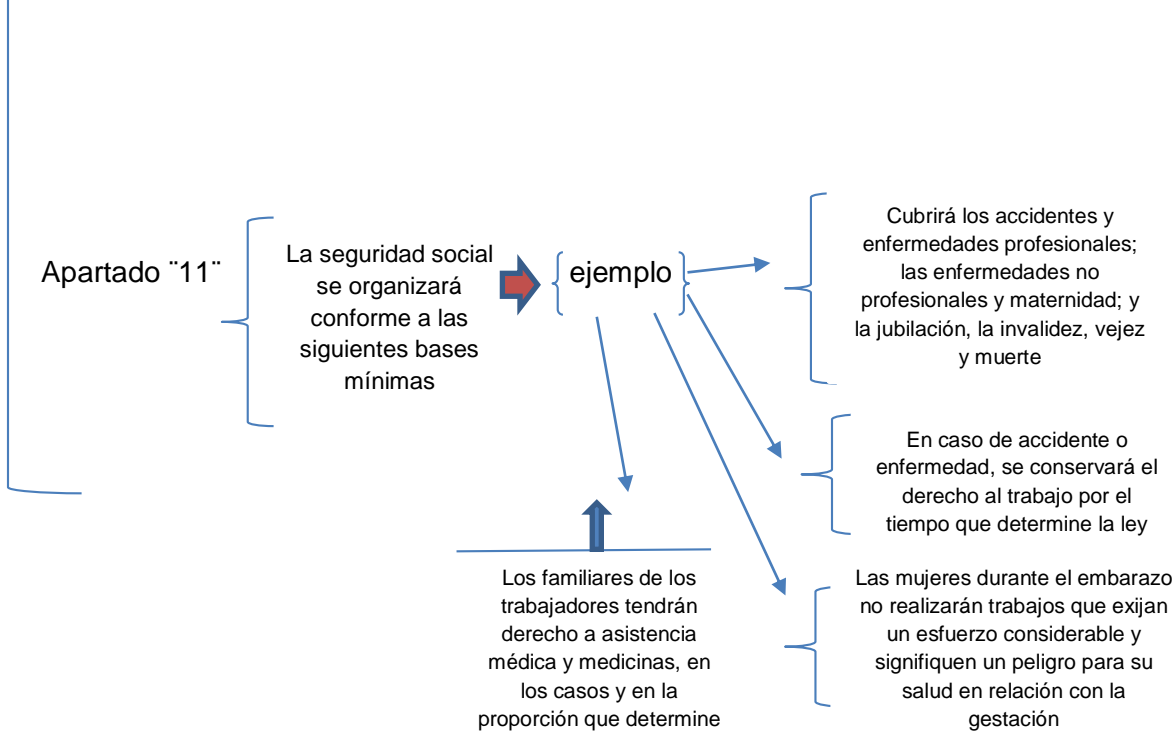 Apartado ¨11¨
La seguridad social
se organizará
conforme a las
siguientes bases
mínimas
ejemplo
Cubrirá los accidentes y
enfermedades profesionales;
las enfermedades no
profesionales y maternidad; y
la jubilación, la invalidez, vejez
y muerte
En caso de accidente o
enfermedad, se conservará el
derecho al trabajo por el
tiempo que determine la ley
Los familiares de los
trabajadores tendrán
derecho a asistencia
médica y medicinas, en
los casos y en la
proporción que determine
Las mujeres durante el embarazo
no realizarán trabajos que exijan
un esfuerzo considerable y
signifiquen un peligro para su
salud en relación con la
gestación